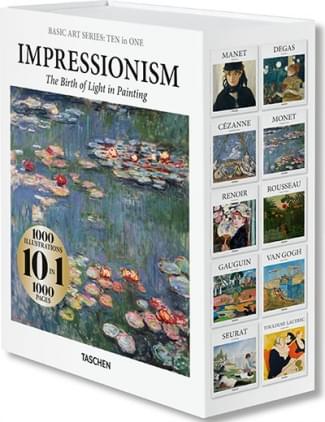 BASIC ART SERIES: TEN in ONE
IMPRESSIONISM
The Birth of Light in Painting
1000
ILLUSTRATIONS
10 IN 1
1000
PAGES
TASCHEN
MANET
DEGAS
CÉZANNE
MONET
RENOIR
ROUSSEAU
GAUGUIN
VAN GOGH
SEURAT
TOULOUSE-LAUTREC